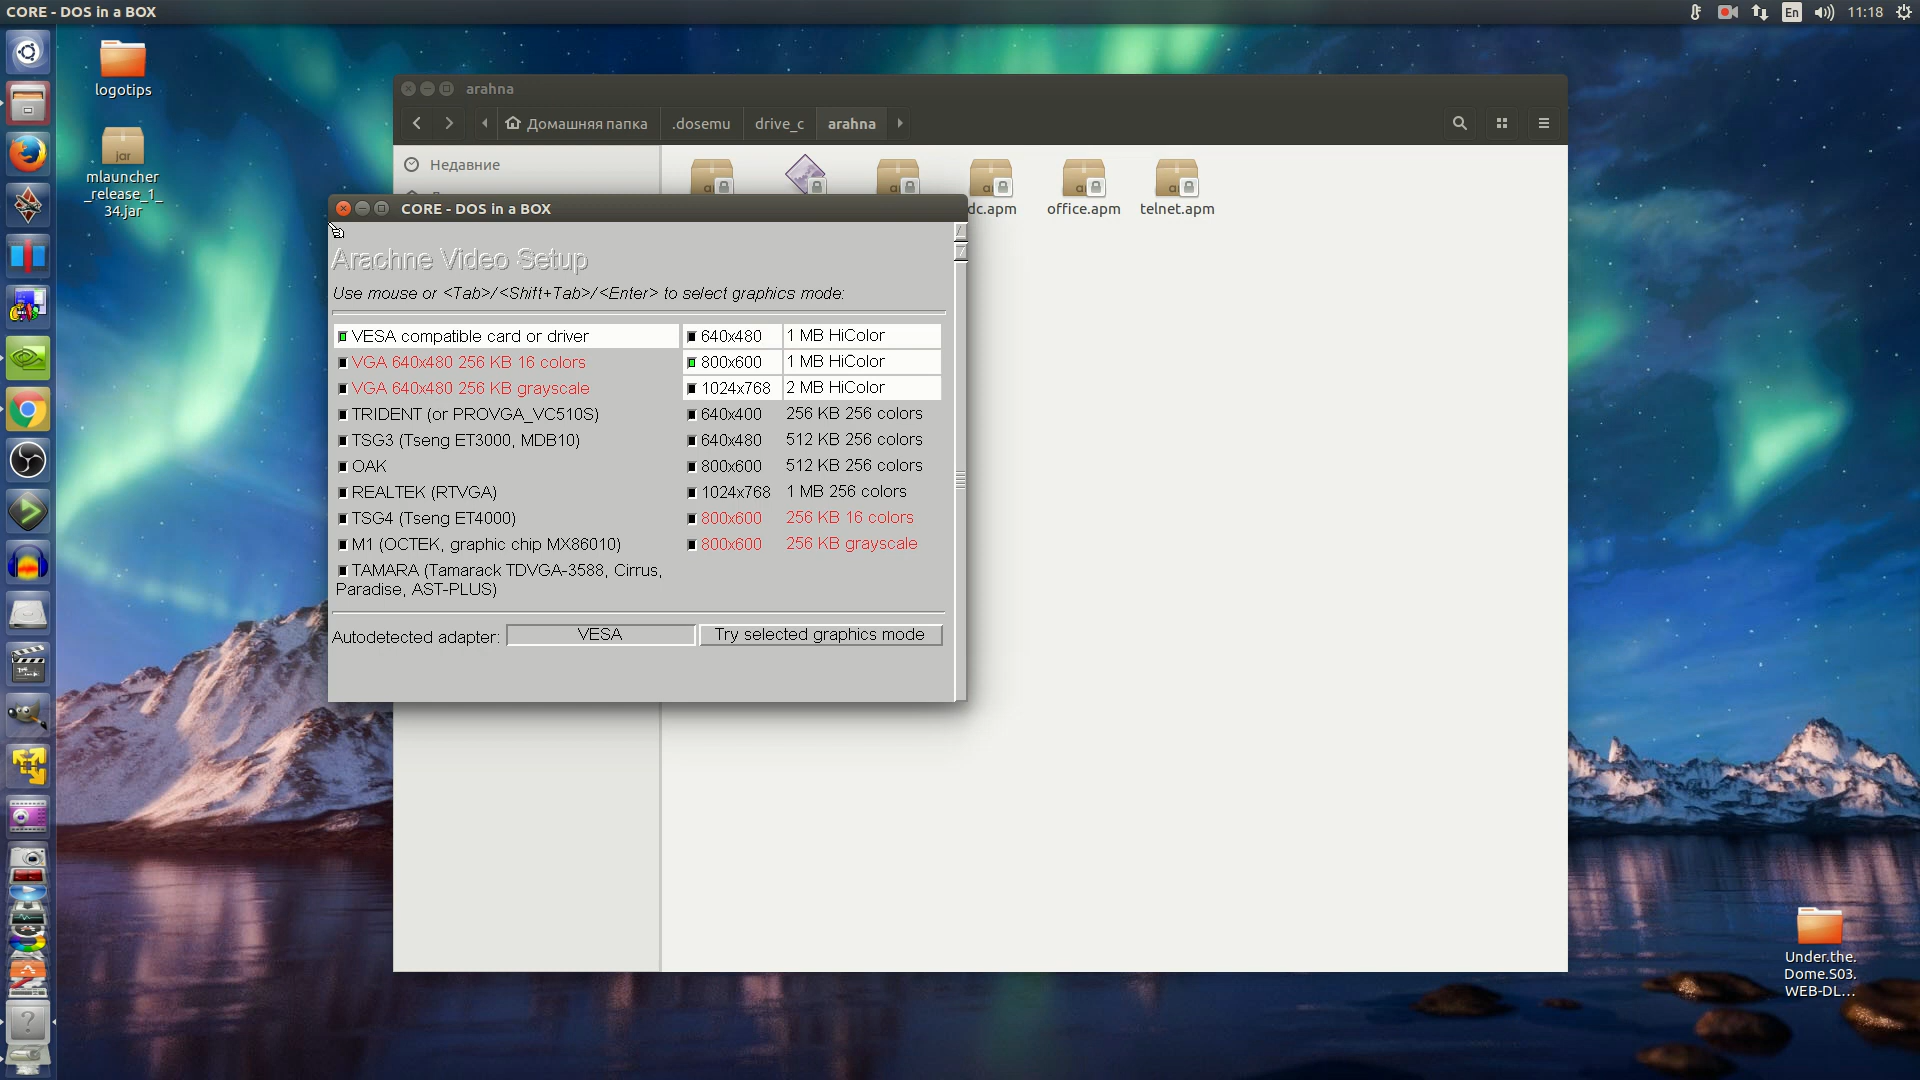 CORE - DOS in a BOX
En
11:18
logotips
jar
mlauncher
_release_1_
34.jar
arahna
Домашняя папка
.dosemu
drive_c
arahna
Недавние
dc.apm
office.apm
telnet.apm
CORE - DOS in a BOX
Arachne Video Setup
Use mouse or <Tab>/<Shift+Tab>/<Enter> to select graphics mode:
VESA compatible card or driver
640x480
1 MB HiColor
VGA 640x480 256 KB 16 colors
800x600
1 MB HiColor
VGA 640x480 256 KB grayscale
1024x768
2 MB HiColor
TRIDENT (or PROVGA_VC510S)
640x400
256 KB 256 colors
TSG3 (Tseng ET3000, MDB10)
640x480
512 KB 256 colors
OAK
800x600
512 KB 256 colors
REALTEK (RTVGA)
1024x768
1 MB 256 colors
TSG4 (Tseng ET4000)
800x600
256 KB 16 colors
M1 (OCTEK, graphic chip MX86010)
800x600
256 KB grayscale
TAMARA (Tamarack TDVGA-3588, Cirrus,
Paradise, AST-PLUS)
Autodetected adapter:
VESA
Try selected graphics mode
Under.the.
Dome.S03.
WEB-DL...